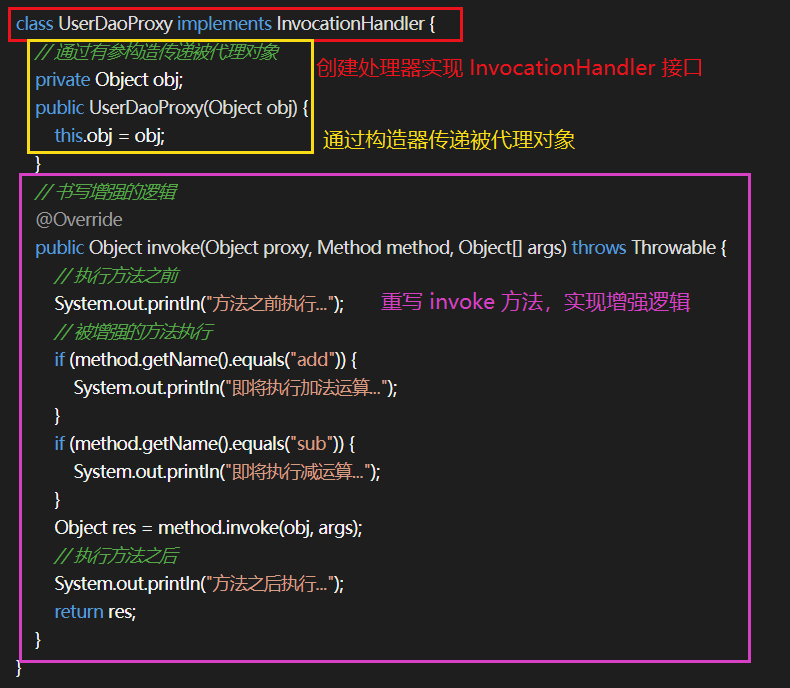 class UserDaoProxy implements InvocationHandler {
// 通过有参构造传递被代理对象
创建处理器实现 InvocationHandler 接口
private Object obj;
public UserDaoProxy(Object obj) {
this.obj = obj;
通过构造器传递被代理对象
}
// 书写增强的逻辑
@Override
public Object invoke(Object proxy, Method method, Object[] args) throws Throwable {
// 执行方法之前
System.out.println("方法之前执行...");
重写 invoke 方法，实现增强逻辑
// 被增强的方法执行
if (method.getName().equals("add")) {
System.out.println("即将执行加法运算...");
}
if (method.getName().equals("sub")) {
System.out.println("即将执行减运算...");
}
Object res = method.invoke(obj, args);
// 执行方法之后
System.out.println("方法之后执行...");
return res;
}
}